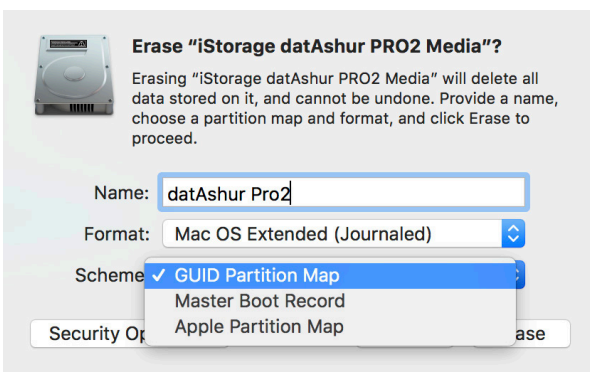 Erase “iStorage datAshur PRO2 Media”?
Erasing “iStorage datAshur PRO2 Media” will delete all
data stored on it, and cannot be undone. Provide a name,
choose a partition map and format, and click Erase to
proceed.
Name: datAshur Pro2
Format: Mac OS Extended (Journaled)
Scheme ✓ GUID Partition Map
Master Boot Record
Apple Partition Map
Security Op ase